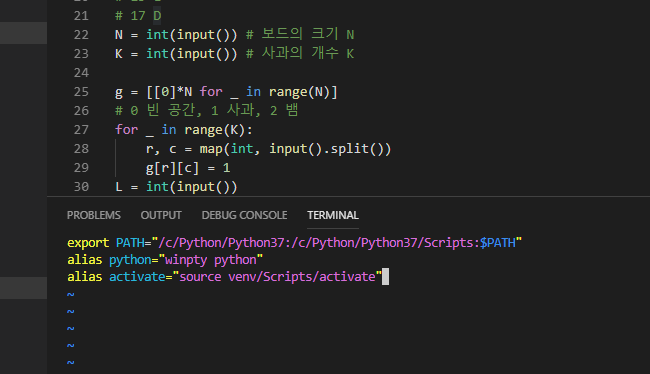 # 17 D
N = int(input()) # 보드의 크기 N
K = int(input()) # 사과의 개수 K
g = [[0]*N for _ in range(N)]
# 0 빈 공간, 1 사과, 2 뱀
for _ in range(K):
r, c = map(int, input().split())
g[r][c] = 1
L = int(input())
21
22
23
24
25
26
27
28
29
30
PROBLEMS OUTPUT DEBUG CONSOLE TERMINAL
export PATH="/c/Python/Python37:/c/Python/Python37/Scripts:$PATH"
alias python="winpty python"
alias activate="source venv/Scripts/activate"
~
~
~
~
~